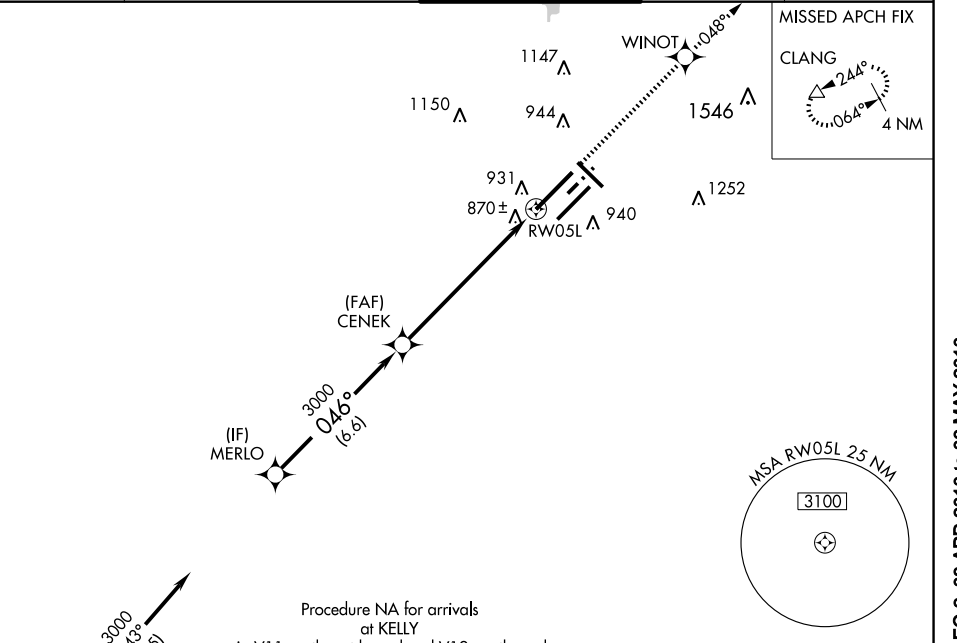 MISSED APCH FIX
CLANG
244°
064°
4 NM
WINOT
048°
1147
1150
944
1546
931
870±
RW05L
940
1252
(FAF)
CENEK
3000
046°
(6.6)
(IF)
MERLO
MSA RW05L 25 NM
3100
3000
Procedure NA for arrivals
at KELLY